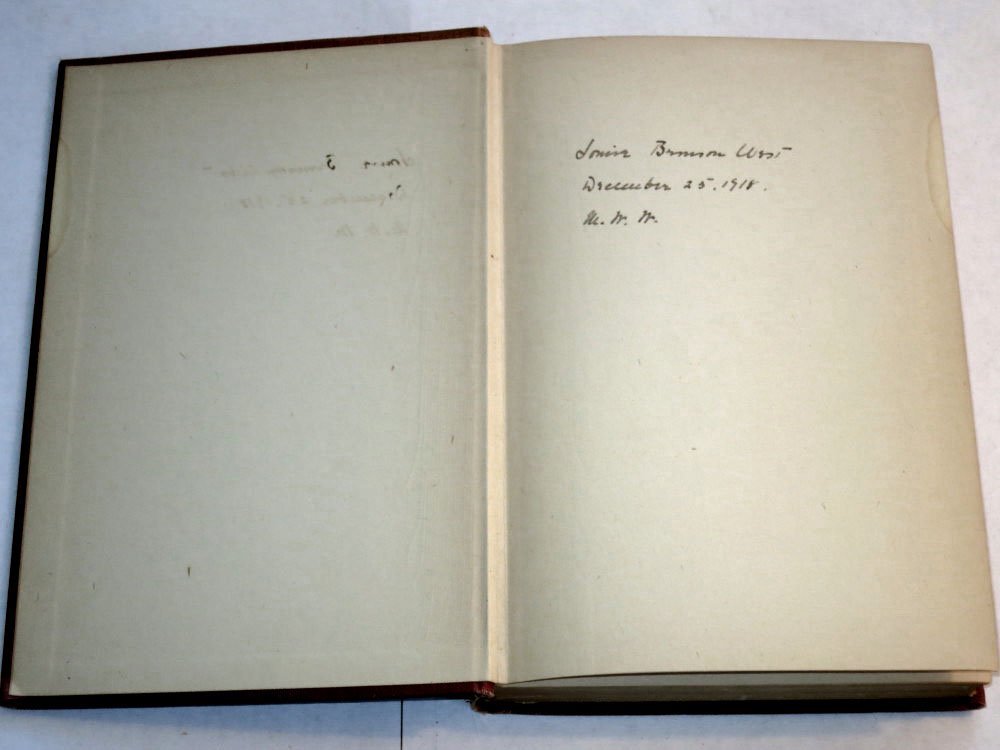 Louise Bronson West
December 25, 1918.
M. W. W.